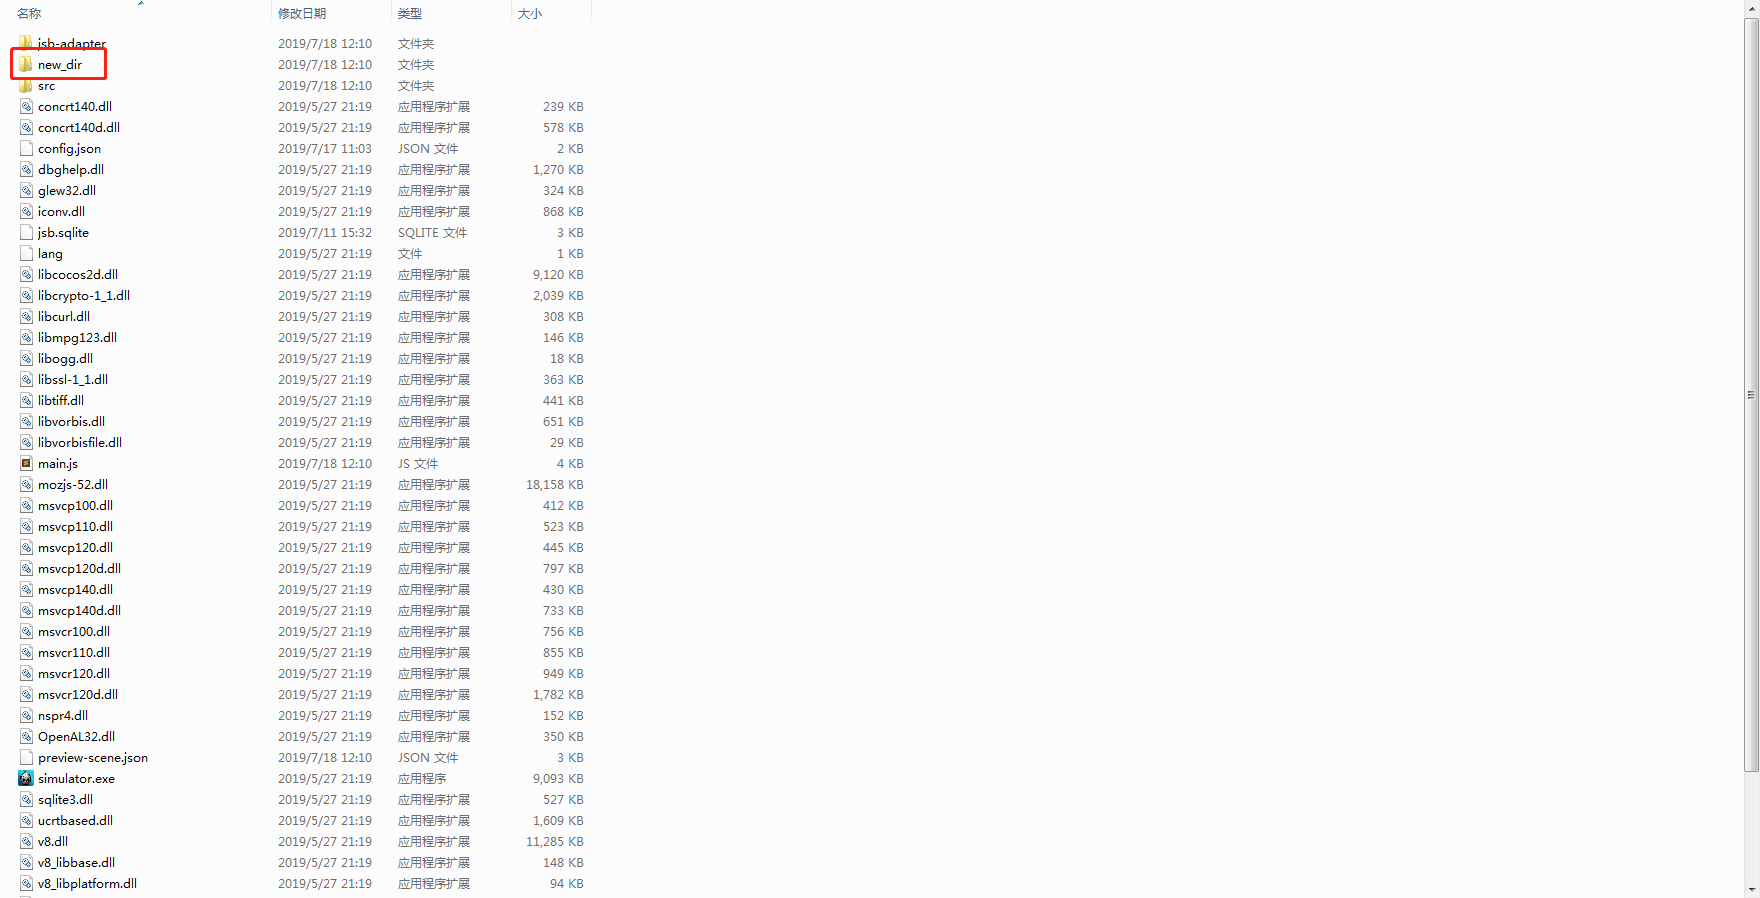 名称 修改日期 类型 大小
jsb-adapter 2019/7/18 12:10 文件夹
new_dir 2019/7/18 12:10 文件夹
src 2019/7/18 12:10 文件夹
concrt140.dll 2019/5/27 21:19 应用程序扩展 239 KB
concrt140d.dll 2019/5/27 21:19 应用程序扩展 578 KB
config.json 2019/7/17 11:03 JSON 文件 2 KB
dbghelp.dll 2019/5/27 21:19 应用程序扩展 1,270 KB
glew32.dll 2019/5/27 21:19 应用程序扩展 324 KB
iconv.dll 2019/5/27 21:19 应用程序扩展 868 KB
jsb.sqlite 2019/7/11 15:32 SQLITE 文件 3 KB
lang 2019/5/27 21:19 文件 1 KB
libcocos2d.dll 2019/5/27 21:19 应用程序扩展 9,120 KB
libcrypto-1_1.dll 2019/5/27 21:19 应用程序扩展 2,039 KB
libcurl.dll 2019/5/27 21:19 应用程序扩展 308 KB
libmpg123.dll 2019/5/27 21:19 应用程序扩展 146 KB
libogg.dll 2019/5/27 21:19 应用程序扩展 18 KB
libssl-1_1.dll 2019/5/27 21:19 应用程序扩展 363 KB
libtiff.dll 2019/5/27 21:19 应用程序扩展 441 KB
libvorbis.dll 2019/5/27 21:19 应用程序扩展 651 KB
libvorbisfile.dll 2019/5/27 21:19 应用程序扩展 29 KB
main.js 2019/7/18 12:10 JS 文件 4 KB
mozjs-52.dll 2019/5/27 21:19 应用程序扩展 18,158 KB
msvcp100.dll 2019/5/27 21:19 应用程序扩展 412 KB
msvcp110.dll 2019/5/27 21:19 应用程序扩展 523 KB
msvcp120.dll 2019/5/27 21:19 应用程序扩展 445 KB
msvcp120d.dll 2019/5/27 21:19 应用程序扩展 797 KB
msvcp140.dll 2019/5/27 21:19 应用程序扩展 430 KB
msvcp140d.dll 2019/5/27 21:19 应用程序扩展 733 KB
msvcr100.dll 2019/5/27 21:19 应用程序扩展 756 KB
msvcr110.dll 2019/5/27 21:19 应用程序扩展 855 KB
msvcr120.dll 2019/5/27 21:19 应用程序扩展 949 KB
msvcr120d.dll 2019/5/27 21:19 应用程序扩展 1,782 KB
nspr4.dll 2019/5/27 21:19 应用程序扩展 152 KB
OpenAL32.dll 2019/5/27 21:19 应用程序扩展 350 KB
preview-scene.json 2019/7/18 12:10 JSON 文件 3 KB
simulator.exe 2019/5/27 21:19 应用程序 9,093 KB
sqlite3.dll 2019/5/27 21:19 应用程序扩展 527 KB
ucrtbased.dll 2019/5/27 21:19 应用程序扩展 1,609 KB
v8.dll 2019/5/27 21:19 应用程序扩展 11,285 KB
v8_libbase.dll 2019/5/27 21:19 应用程序扩展 148 KB
v8_libplatform.dll 2019/5/27 21:19 应用程序扩展 94 KB